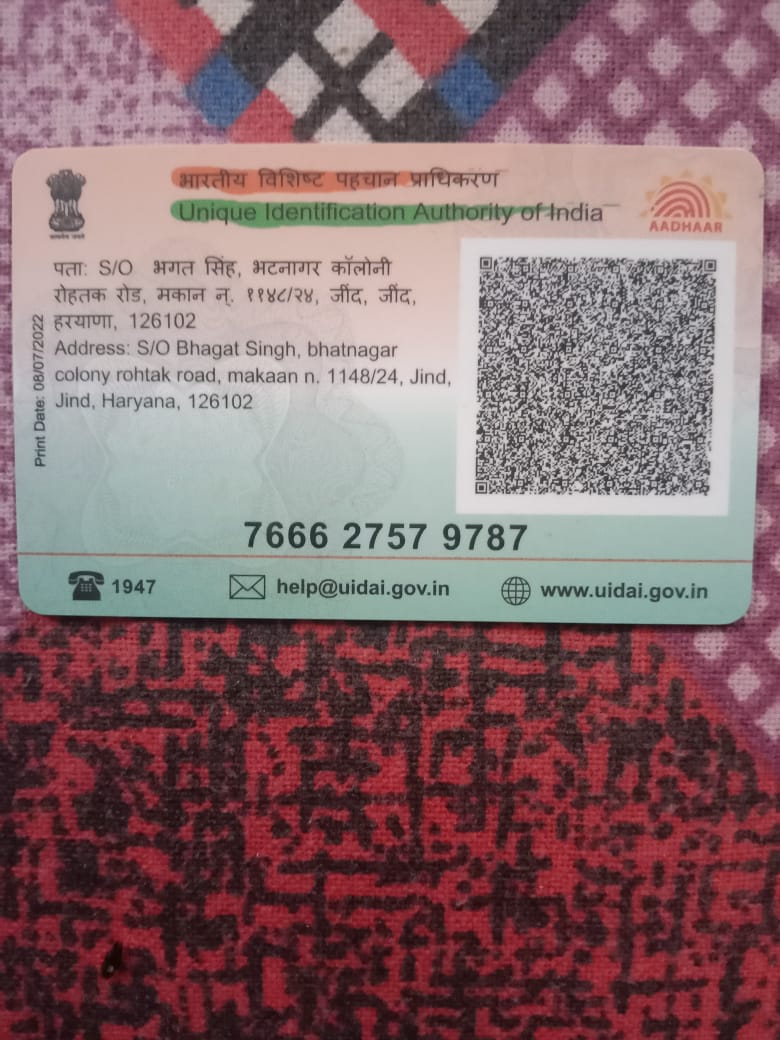 भारतीय विशिष्ट पहचान प्राधिकरण
Unique Identification Authority of India
AADHAAR
पता: S/O भगत सिंह, भटनागर कॉलोनी
रोहतक रोड, मकान न्. ११४८/२४, जींद, जींद,
हरयाणा, 126102
Address: S/O Bhagat Singh, bhatnagar
colony rohtak road, makaan n. 1148/24, Jind,
Jind, Haryana, 126102
Print Date: 08/07/2022
7666 2757 9787
1947
help@uidai.gov.in
www.uidai.gov.in